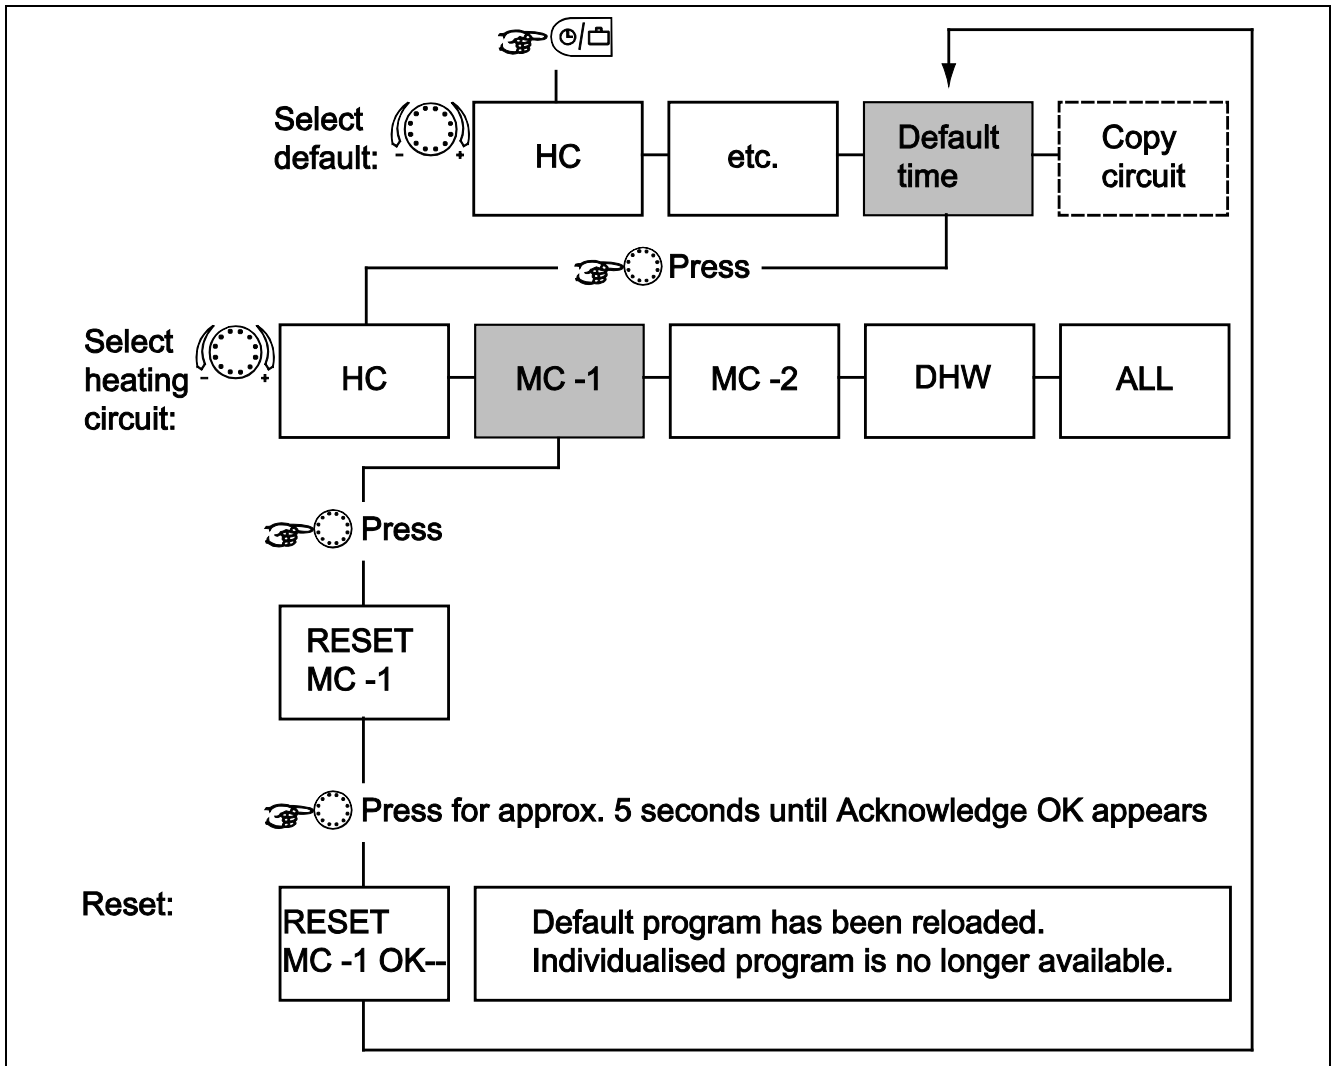 Select
default:
- +
HC
etc.
Default
time
Copy
circuit
Press
Select
heating
circuit:
- +
HC
MC -1
MC -2
DHW
ALL
Press
RESET
MC -1
Press for approx. 5 seconds until Acknowledge OK appears
Reset:
RESET
MC -1 OK--
Default program has been reloaded.
Individualised program is no longer available.